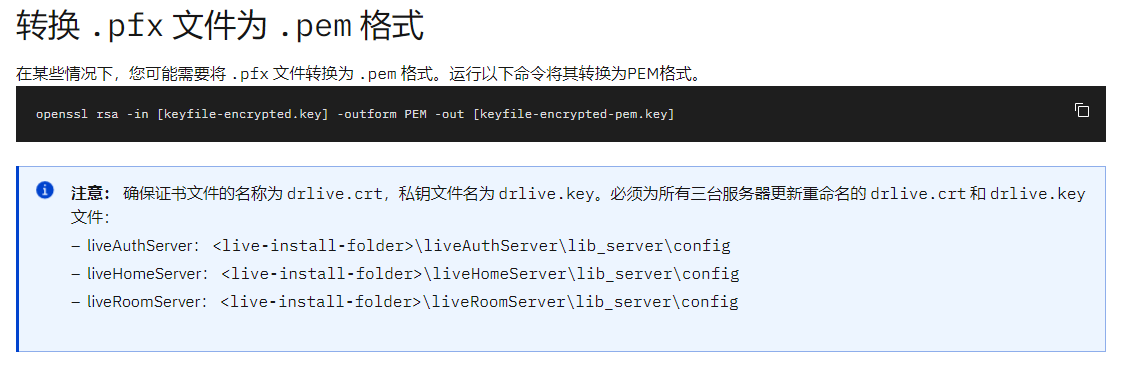 转换 .pfx 文件为 .pem 格式
在某些情况下，您可能需要将 .pfx 文件转换为 .pem 格式。运行以下命令将其转换为PEM格式。
openssl rsa -in [keyfile-encrypted.key] -outform PEM -out [keyfile-encrypted-pem.key]
注意： 确保证书文件的名称为 drlive.crt，私钥文件名为 drlive.key。必须为所有三台服务器更新重命名的 drlive.crt 和 drlive.key
文件：
– liveAuthServer：<live-install-folder>\liveAuthServer\lib_server\config
– liveHomeServer：<live-install-folder>\liveHomeServer\lib_server\config
– liveRoomServer：<live-install-folder>\liveRoomServer\lib_server\config